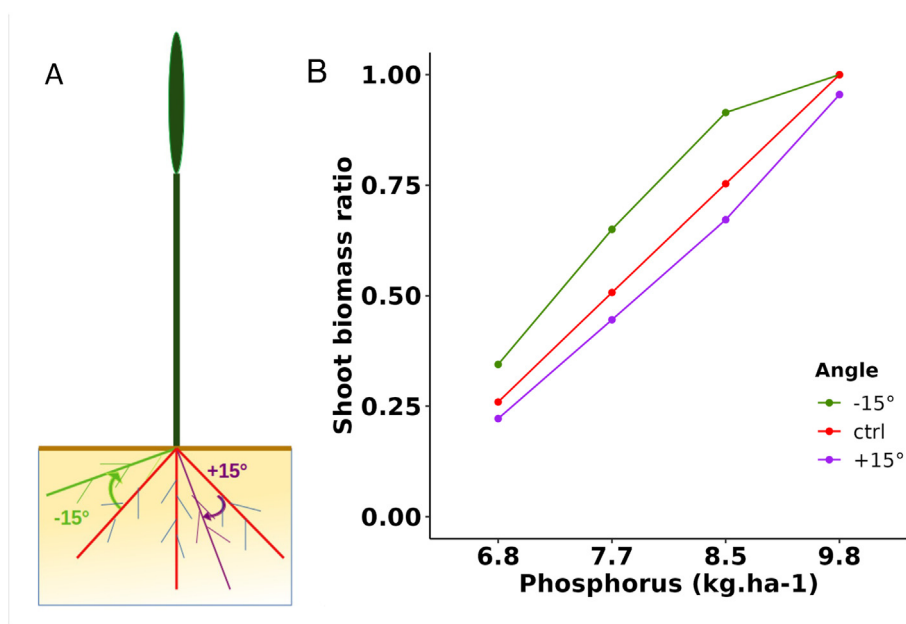 A
+15°
-15°
B
Shoot biomass ratio
1.00
0.75
0.50
0.25
0.00
6.8 7.7 8.5 9.8
Phosphorus (kg.ha-1)
Angle
-15°
ctrl
+15°